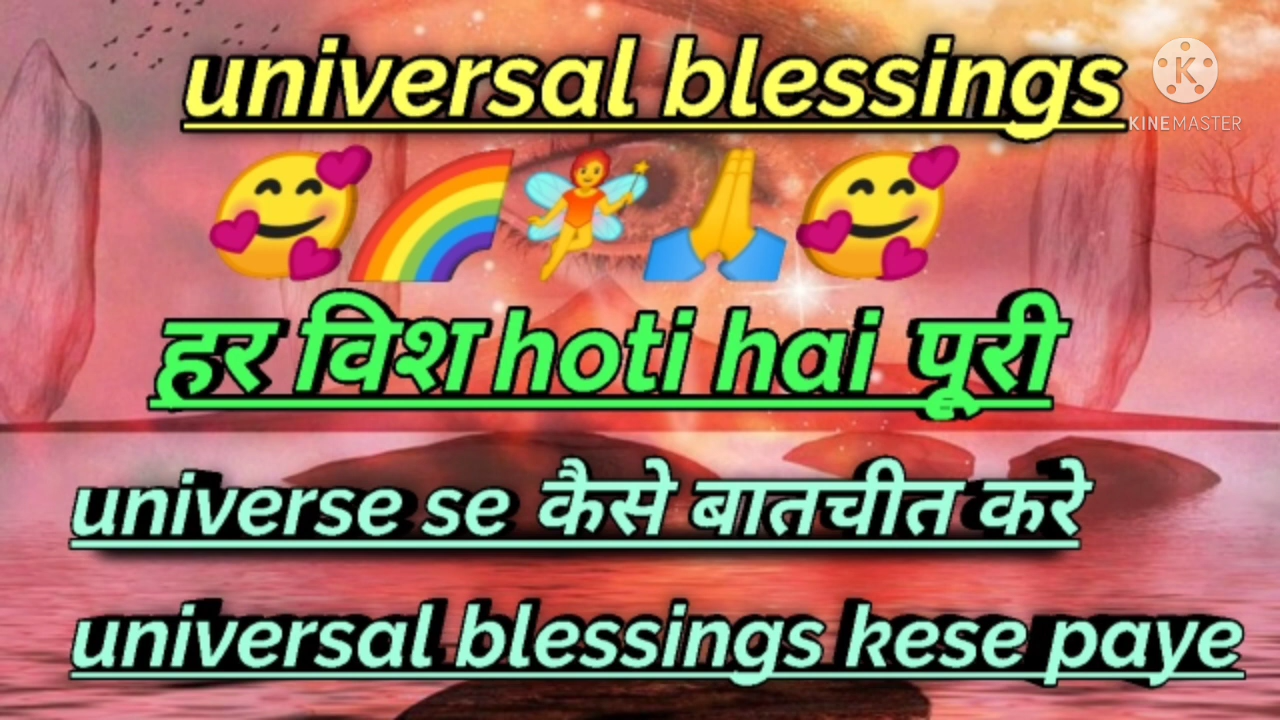 universal blessings
KINEMASTER
🥰🌈🧚🙏🥰
हर विश hoti hai पूरी
universe se कैसे बातचीत करे
universal blessings kese paye